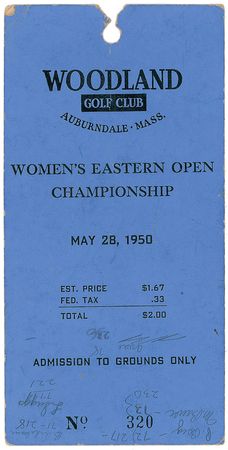 WOODLAND
GOLF CLUB
AUBURNDALE · MASS.
WOMEN'S EASTERN OPEN
CHAMPIONSHIP
MAY 28, 1950
EST. PRICE $1.67
FED. TAX .33
TOTAL $2.00
236
ADMISSION TO GROUNDS ONLY
No 320